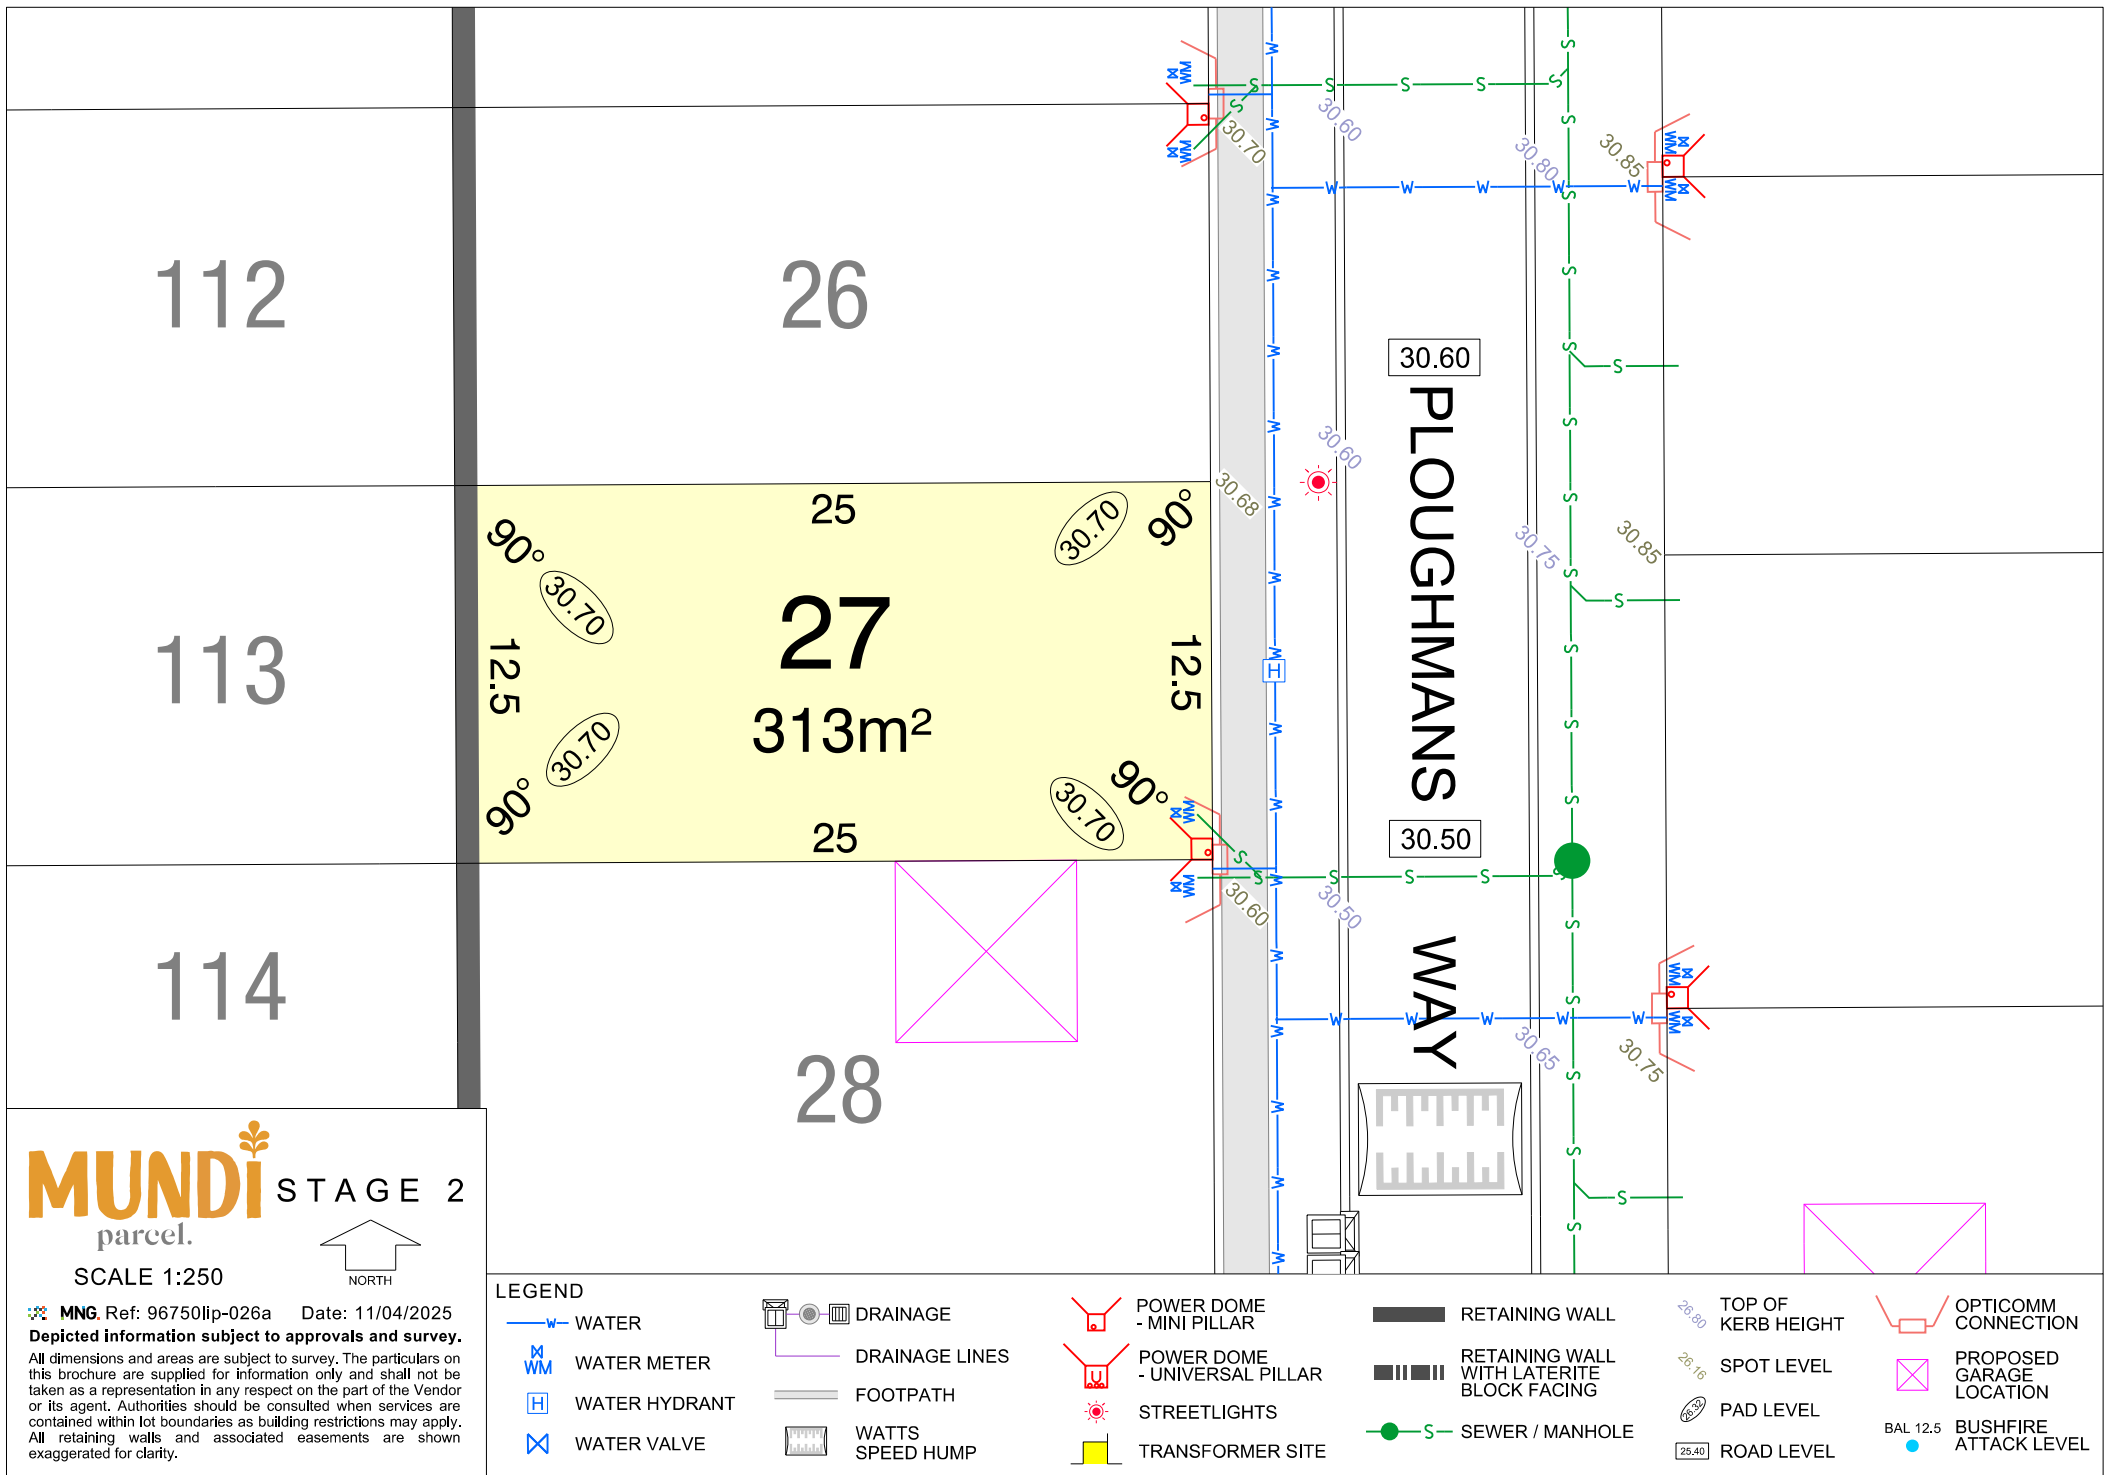 112
26
113
114
28
25
90°
30.70
90°
30.70
12.5
27
313m²
12.5
30.70
90°
25
30.70
90°
30.70
30.60
30.80
30.85
30.60
PLOUGHMANS
WAY
30.60
30.68
30.75
30.85
30.50
30.60
30.50
30.65
30.75
W
S
WM
H
MUNDI
parcel.
STAGE 2
NORTH
SCALE 1:250
MNG. Ref: 96750lip-026a Date: 11/04/2025
Depicted information subject to approvals and survey.
All dimensions and areas are subject to survey. The particulars on
this brochure are supplied for information only and shall not be
taken as a representation in any respect on the part of the Vendor
or its agent. Authorities should be consulted when services are
contained within lot boundaries as building restrictions may apply.
All retaining walls and associated easements are shown
exaggerated for clarity.
LEGEND
W WATER
WM WATER METER
H WATER HYDRANT
WATER VALVE
DRAINAGE
DRAINAGE LINES
FOOTPATH
WATTS
SPEED HUMP
POWER DOME
- MINI PILLAR
U POWER DOME
- UNIVERSAL PILLAR
STREETLIGHTS
TRANSFORMER SITE
RETAINING WALL
RETAINING WALL
WITH LATERITE
BLOCK FACING
S SEWER / MANHOLE
26.80 TOP OF
KERB HEIGHT
26.16 SPOT LEVEL
26.32 PAD LEVEL
25.40 ROAD LEVEL
OPTICOMM
CONNECTION
PROPOSED
GARAGE
LOCATION
BAL 12.5 BUSHFIRE
ATTACK LEVEL